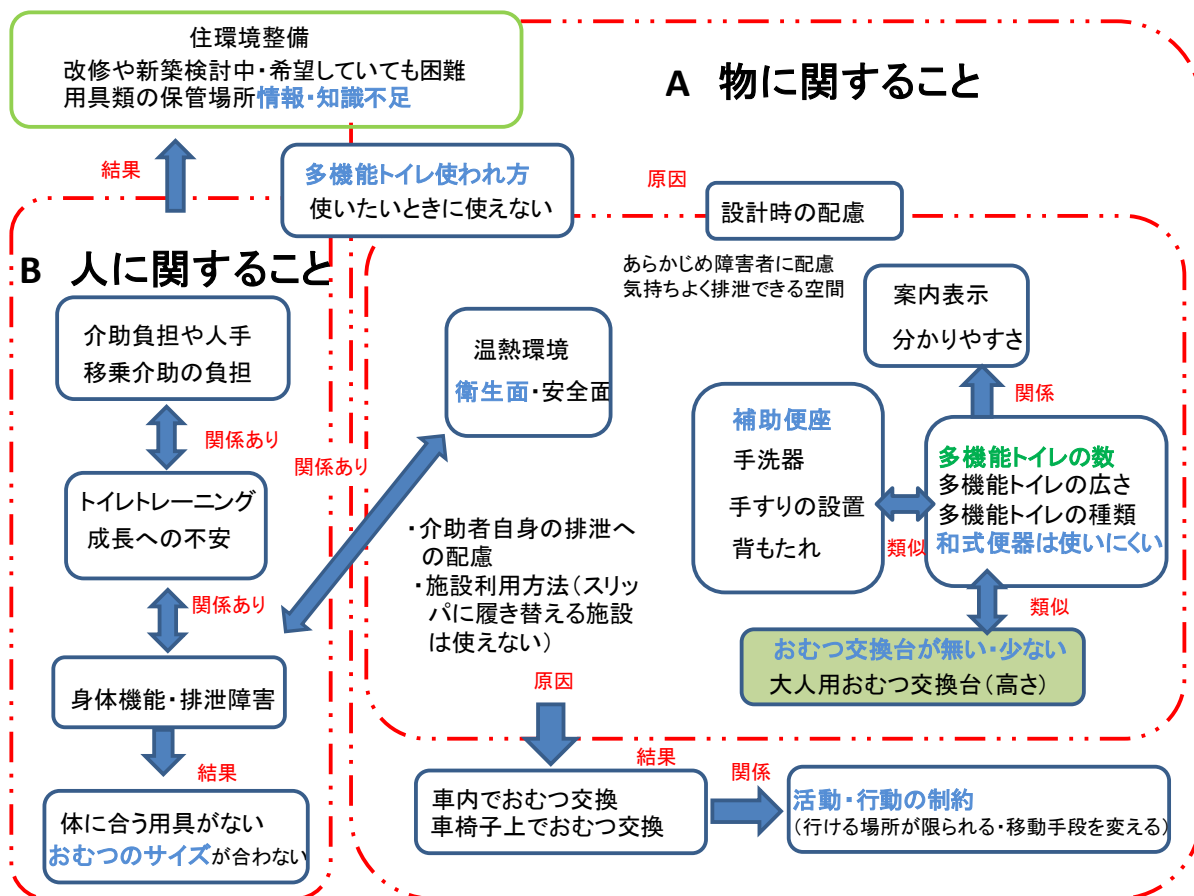 住環境整備
改修や新築検討中・希望していても困難
用具類の保管場所情報・知識不足
A 物に関すること
結果
多機能トイレ使われ方
使いたいときに使えない
原因
設計時の配慮
B 人に関すること
あらかじめ障害者に配慮
気持ちよく排泄できる空間
案内表示
分かりやすさ
介助負担や人手
移乗介助の負担
温熱環境
衛生面・安全面
関係
関係あり
関係あり
補助便座
手洗器
手すりの設置
背もたれ
類似
多機能トイレの数
多機能トイレの広さ
多機能トイレの種類
和式便器は使いにくい
トイレトレーニング
成長への不安
・介助者自身の排泄へ
の配慮
・施設利用方法(スリッ
パに履き替える施設
は使えない)
関係あり
類似
おむつ交換台が無い・少ない
大人用おむつ交換台(高さ)
身体機能・排泄障害
原因
結果
結果
関係
体に合う用具がない
おむつのサイズが合わない
車内でおむつ交換
車椅子上でおむつ交換
活動・行動の制約
(行ける場所が限られる・移動手段を変える)